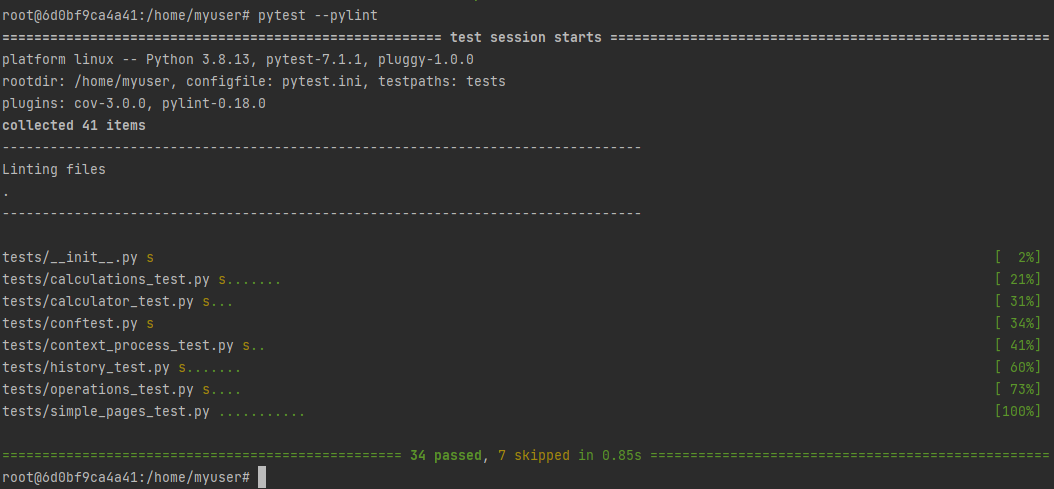 root@6d0bf9ca4a41:/home/myuser# pytest --pylint
======================================================= test session starts =======================================================
platform linux -- Python 3.8.13, pytest-7.1.1, pluggy-1.0.0
rootdir: /home/myuser, configfile: pytest.ini, testpaths: tests
plugins: cov-3.0.0, pylint-0.18.0
collected 41 items
--------------------------------------------------------------------------------
Linting files
.
--------------------------------------------------------------------------------
tests/__init__.py s [  2%]
tests/calculations_test.py s....... [ 21%]
tests/calculator_test.py s... [ 31%]
tests/conftest.py s [ 34%]
tests/context_process_test.py s.. [ 41%]
tests/history_test.py s....... [ 60%]
tests/operations_test.py s.... [ 73%]
tests/simple_pages_test.py ........... [100%]
================================================== 34 passed, 7 skipped in 0.85s ==================================================
root@6d0bf9ca4a41:/home/myuser#